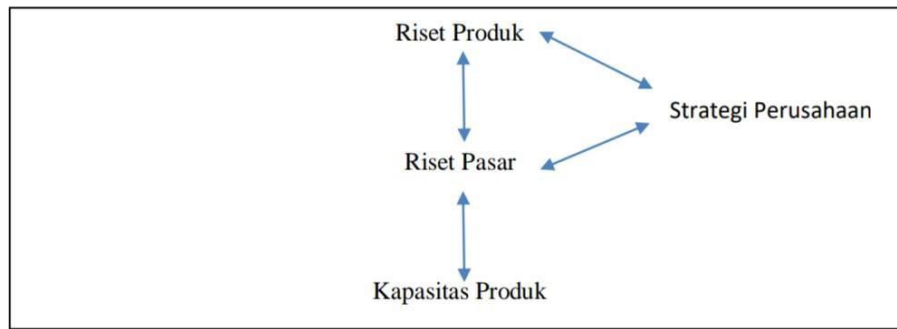 Riset Produk
Strategi Perusahaan
Riset Pasar
Kapasitas Produk